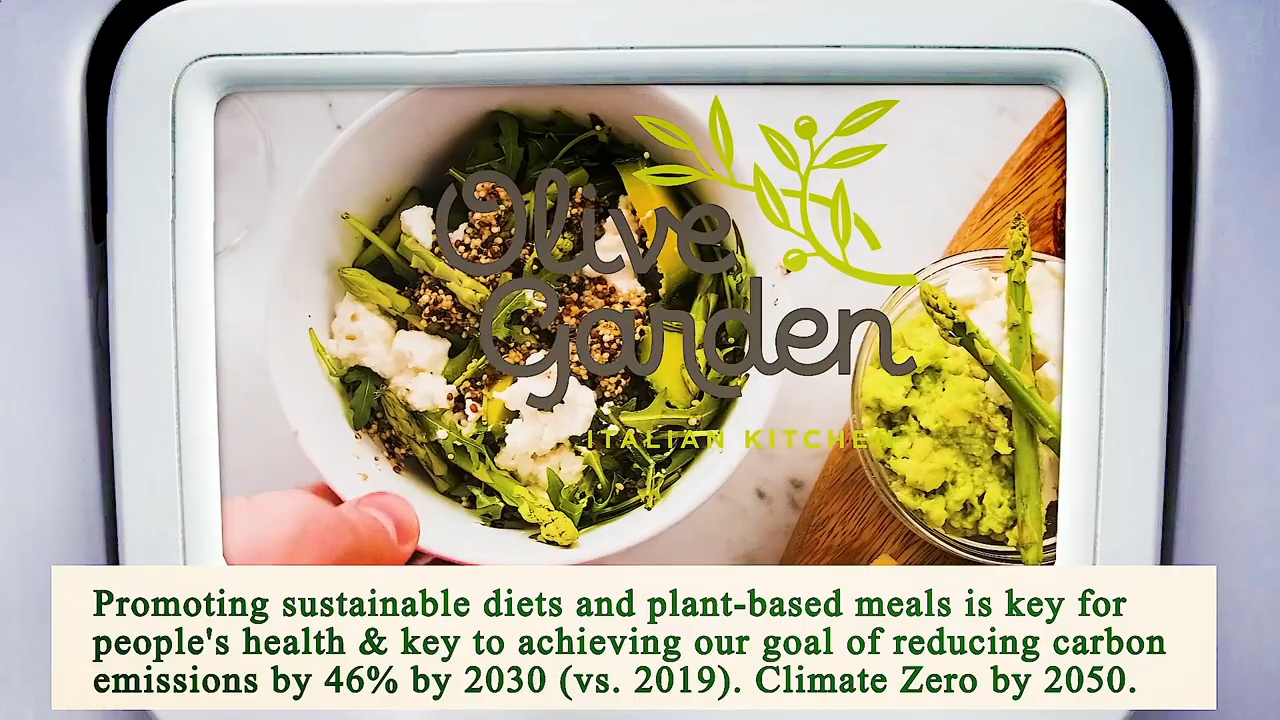 Olive
Garden
ITALIAN KITCHEN
Promoting sustainable diets and plant-based meals is key for
people's health & key to achieving our goal of reducing carbon
emissions by 46% by 2030 (vs. 2019). Climate Zero by 2050.